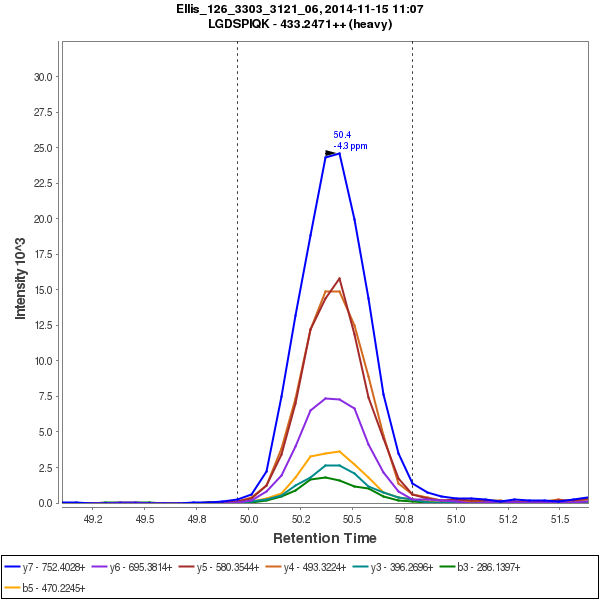 Ellis_126_3303_3121_06, 2014-11-15 11:07
LGDSPIQK - 433.2471++ (heavy)
Intensity 10^3
30.0
27.5
25.0
22.5
20.0
17.5
15.0
12.5
10.0
7.5
5.0
2.5
0.0
50.4
-4.3 ppm
49.2 49.5 49.8 50.0 50.2 50.5 50.8 51.0 51.2 51.5
Retention Time
y7 - 752.4028+ y6 - 695.3814+ y5 - 580.3544+ y4 - 493.3224+ y3 - 396.2696+ b3 - 286.1397+
b5 - 470.2245+